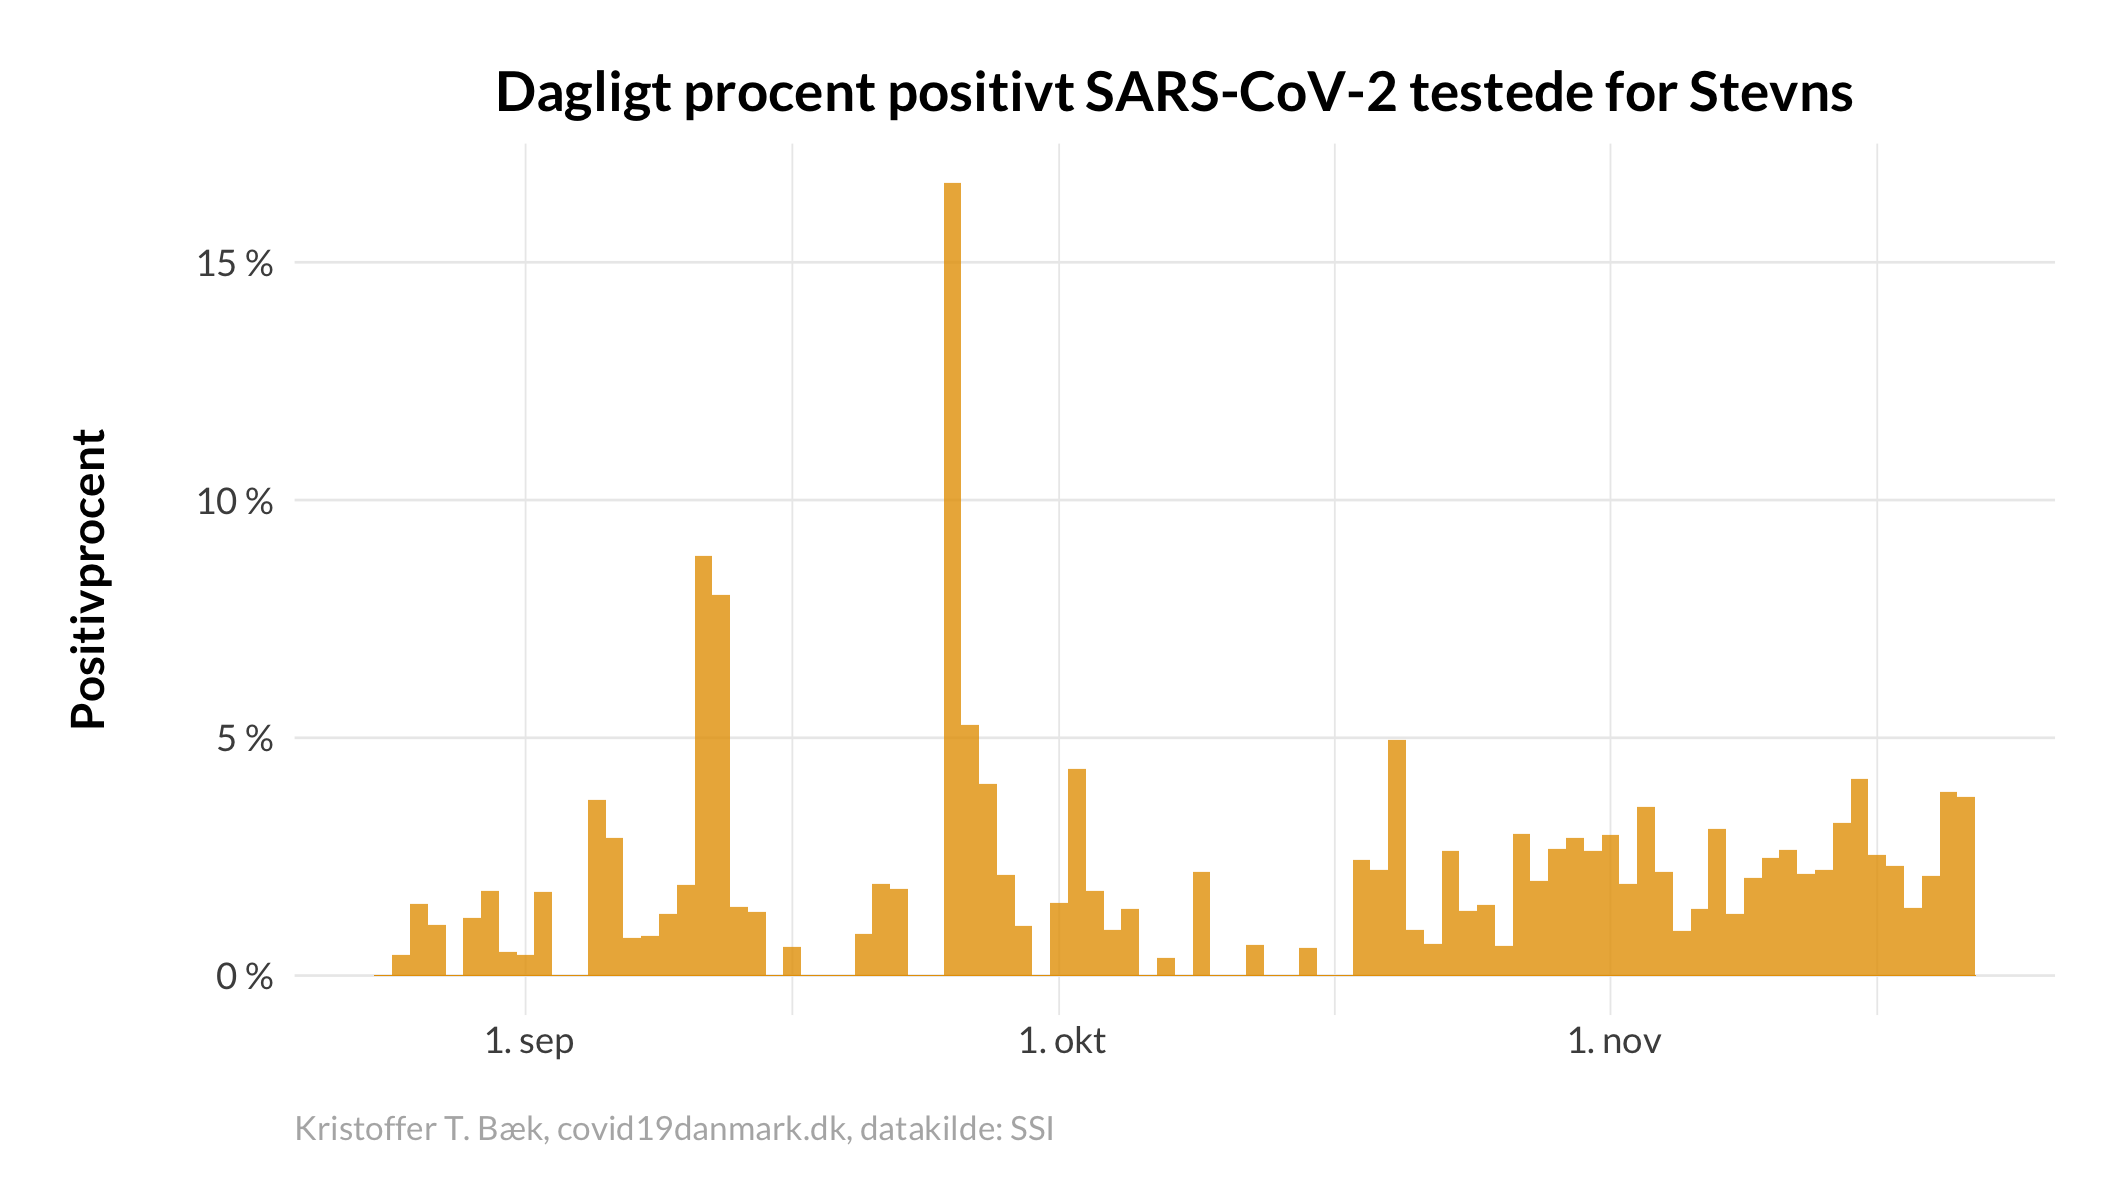 Dagligt procent positivt SARS-CoV-2 testede for Stevns
Positivprocent
15 %
10 %
5 %
0 %
1. sep
1. okt
1. nov
Kristoffer T. Bæk, covid19danmark.dk, datakilde: SSI